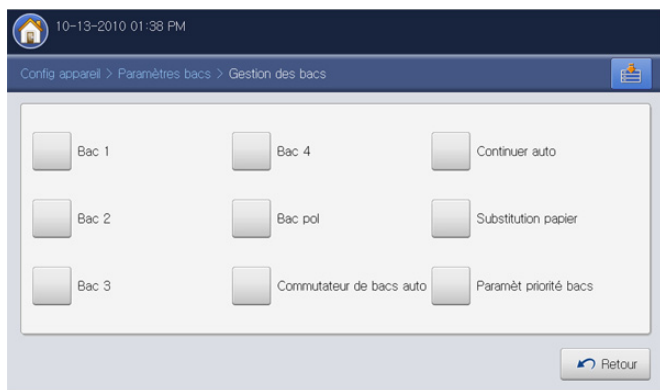 10-13-2010 01:38 PM
Config appareil > Paramètres bacs > Gestion des bacs
Bac 1
Bac 4
Continuer auto
Bac 2
Bac pol
Substitution papier
Bac 3
Commutateur de bacs auto
Paramèt priorité bacs
Retour